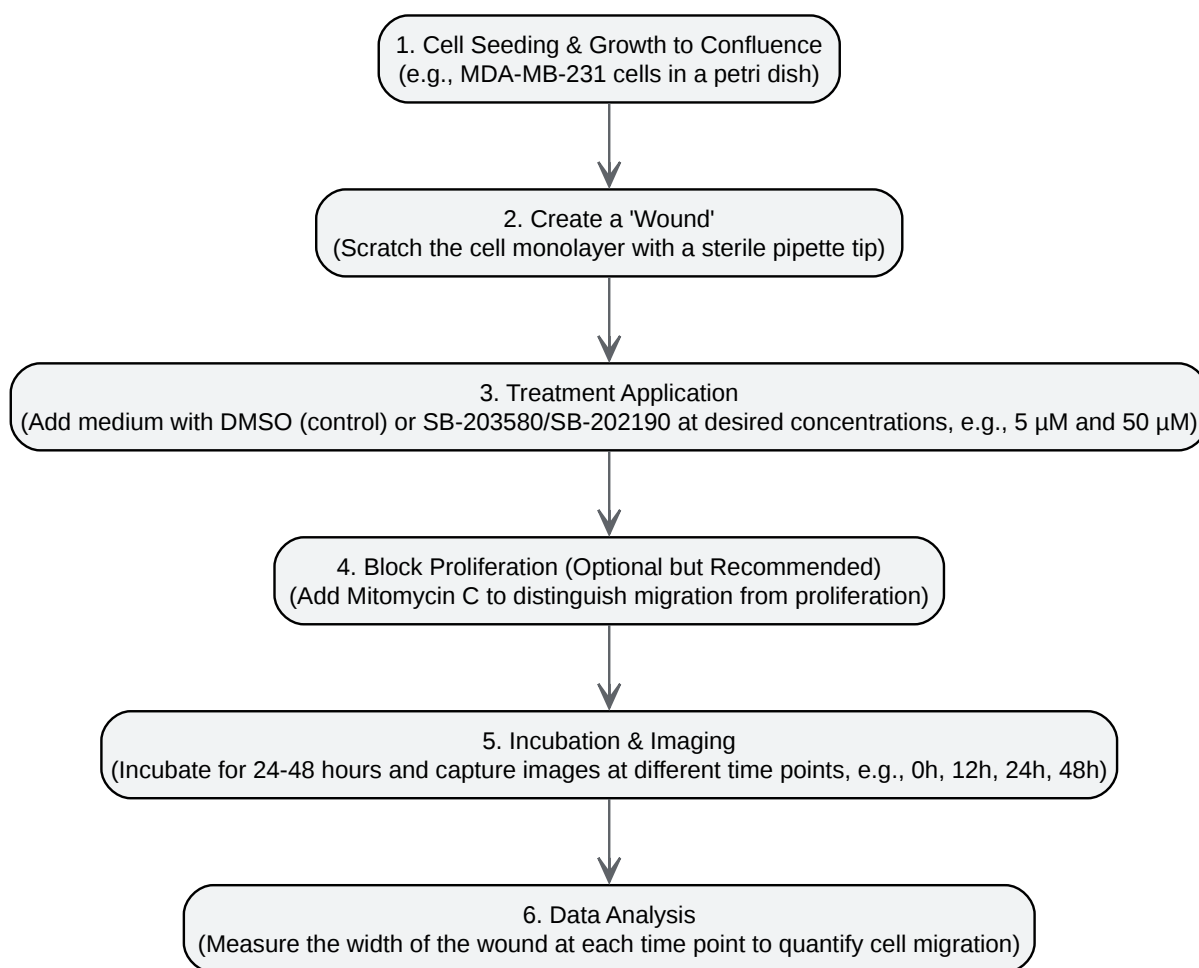 1. Cell Seeding & Growth to Confluence
(e.g., MDA-MB-231 cells in a petri dish)
2. Create a 'Wound'
(Scratch the cell monolayer with a sterile pipette tip)
3. Treatment Application
(Add medium with DMSO (control) or SB-203580/SB-202190 at desired concentrations, e.g., 5 µM and 50 µM)
4. Block Proliferation (Optional but Recommended)
(Add Mitomycin C to distinguish migration from proliferation)
5. Incubation & Imaging
(Incubate for 24-48 hours and capture images at different time points, e.g., 0h, 12h, 24h, 48h)
6. Data Analysis
(Measure the width of the wound at each time point to quantify cell migration)